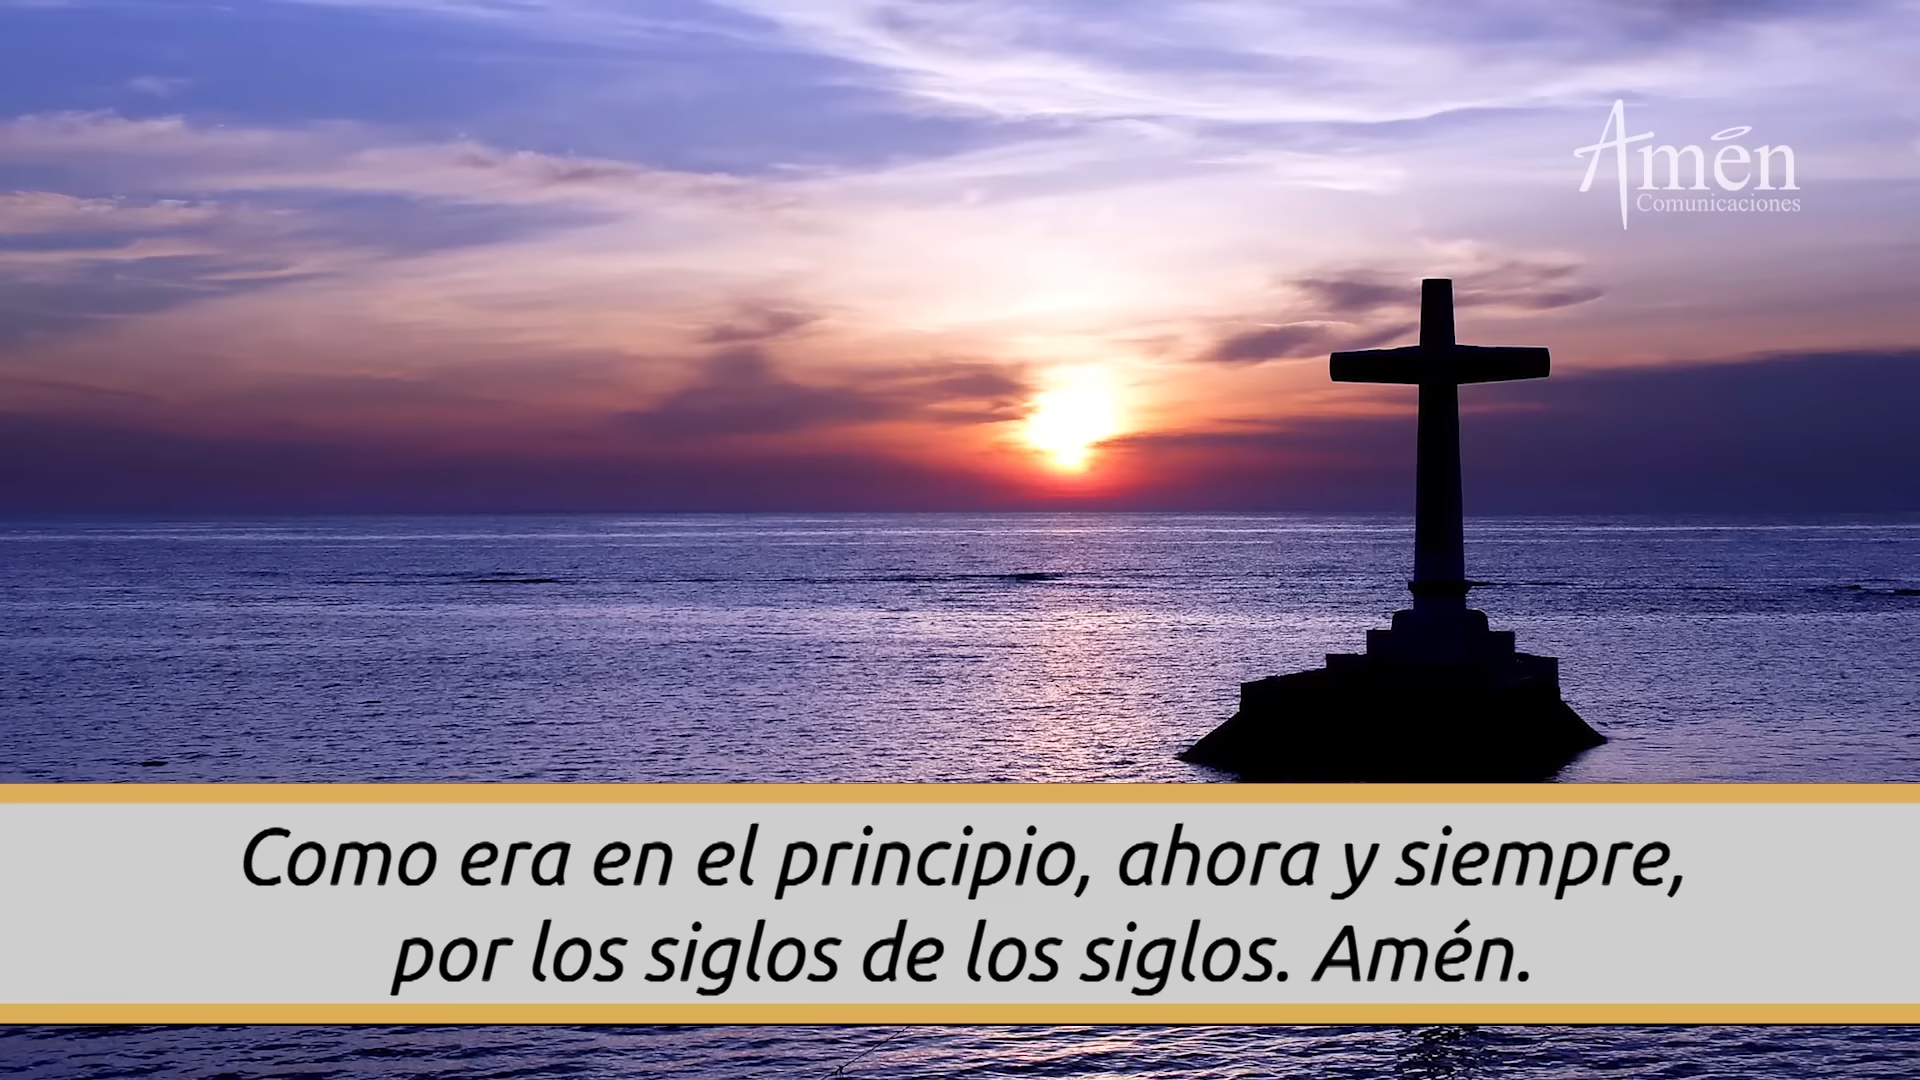 Amén
Comunicaciones
Como era en el principio, ahora y siempre,
por los siglos de los siglos. Amén.